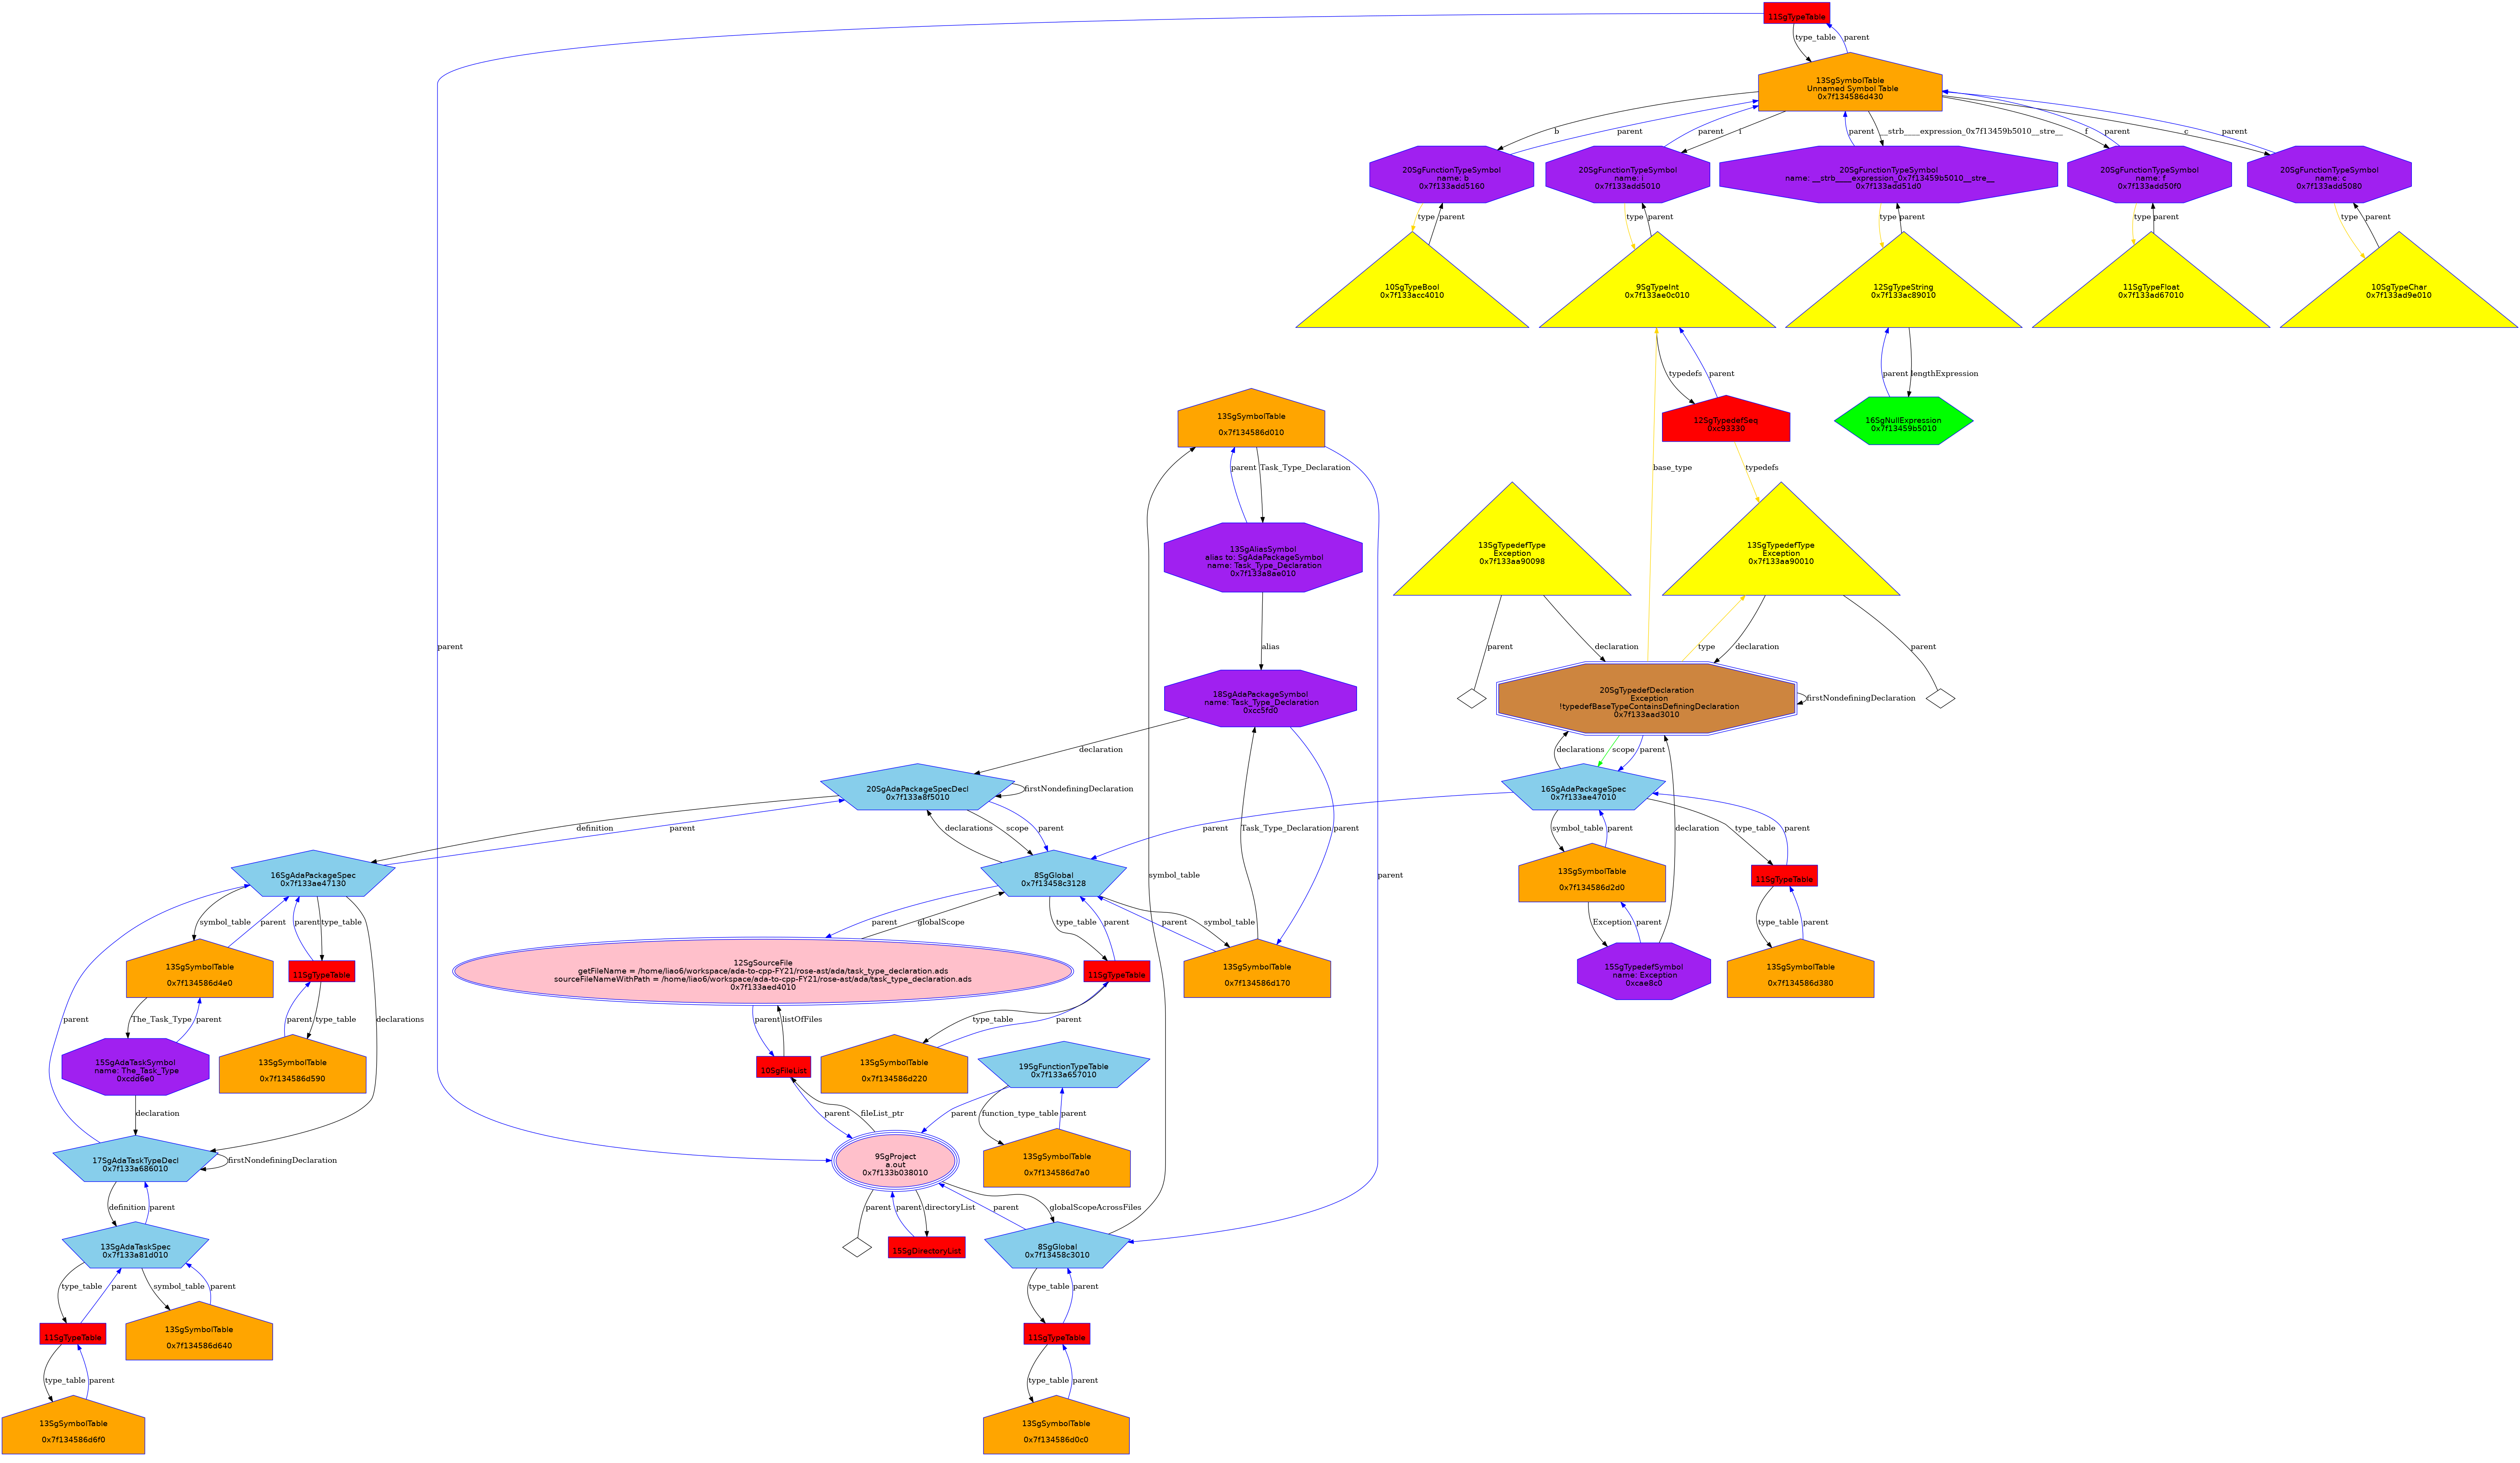 11SgTypeTable
type_table
parent
13SgSymbolTable
Unnamed Symbol Table
0x7f134586d430
b
parent
parent
i
parent
__strb____expression_0x7f13459b5010__stre__
f
parent
c
parent
20SgFunctionTypeSymbol
name: b
0x7f133add5160
20SgFunctionTypeSymbol
name: i
0x7f133add5010
20SgFunctionTypeSymbol
name: __strb____expression_0x7f13459b5010__stre__
0x7f133add51d0
20SgFunctionTypeSymbol
name: f
0x7f133add50f0
20SgFunctionTypeSymbol
name: c
0x7f133add5080
type
parent
type
parent
type
parent
type
parent
type
parent
10SgTypeBool
0x7f133acc4010
9SgTypeInt
0x7f133ae0c010
12SgTypeString
0x7f133ac89010
11SgTypeFloat
0x7f133ad67010
10SgTypeChar
0x7f133ad9e010
typedefs
parent
parent
lengthExpression
13SgSymbolTable
0x7f134586d010
12SgTypedefSeq
0xc93330
16SgNullExpression
0x7f13459b5010
parent
Task_Type_Declaration
base_type
typedefs
13SgAliasSymbol
alias to: SgAdaPackageSymbol
name: Task_Type_Declaration
0x7f133a8aa010
13SgTypedefType
Exception
0x7f133aa90098
13SgTypedefType
Exception
0x7f133aa90010
parent
alias
parent
declaration
type
declaration
parent
18SgAdaPackageSymbol
name: Task_Type_Declaration
0xcc5fd0
20SgTypedefDeclaration
Exception
!typedefBaseTypeContainsDefiningDeclaration
0x7f133aad3010
firstNondefiningDeclaration
declaration
declarations
scope
parent
20SgAdaPackageSpecDecl
0x7f133a8f5010
firstNondefiningDeclaration
16SgAdaPackageSpec
0x7f133ae47010
definition
parent
declarations
scope
parent
Task_Type_Declaration
parent
parent
symbol_table
parent
declaration
type_table
parent
16SgAdaPackageSpec
0x7f133ae47130
8SgGlobal
0x7f13458c3128
symbol_table
13SgSymbolTable
0x7f134586d2d0
11SgTypeTable
symbol_table
parent
parent
type_table
parent
globalScope
type_table
parent
parent
symbol_table
Exception
parent
type_table
parent
13SgSymbolTable
0x7f134586d4e0
11SgTypeTable
12SgSourceFile
getFileName = /home/liao6/workspace/ada-to-cpp-FY21/rose-ast/ada/task_type_declaration.ads
sourceFileNameWithPath = /home/liao6/workspace/ada-to-cpp-FY21/rose-ast/ada/task_type_declaration.ads
0x7f133aed4010
11SgTypeTable
13SgSymbolTable
0x7f134586d170
15SgTypedefSymbol
name: Exception
0xcae8c0
13SgSymbolTable
0x7f134586d380
parent
The_Task_Type
parent
parent
type_table
declarations
parent
listOfFiles
type_table
parent
15SgAdaTaskSymbol
name: The_Task_Type
0xcdd6e0
13SgSymbolTable
0x7f134586d590
10SgFileList
13SgSymbolTable
0x7f134586d220
19SgFunctionTypeTable
0x7f133a657010
declaration
parent
fileList_ptr
parent
function_type_table
parent
parent
17SgAdaTaskTypeDecl
0x7f133a686010
firstNondefiningDeclaration
9SgProject
a.out
0x7f133b038010
13SgSymbolTable
0x7f134586d7a0
definition
parent
parent
parent
directoryList
parent
globalScopeAcrossFiles
13SgAdaTaskSpec
0x7f133a81d010
15SgDirectoryList
8SgGlobal
0x7f13458c3010
type_table
parent
symbol_table
parent
type_table
parent
11SgTypeTable
13SgSymbolTable
0x7f134586d640
11SgTypeTable
type_table
parent
type_table
parent
13SgSymbolTable
0x7f134586d6f0
13SgSymbolTable
0x7f134586d0c0